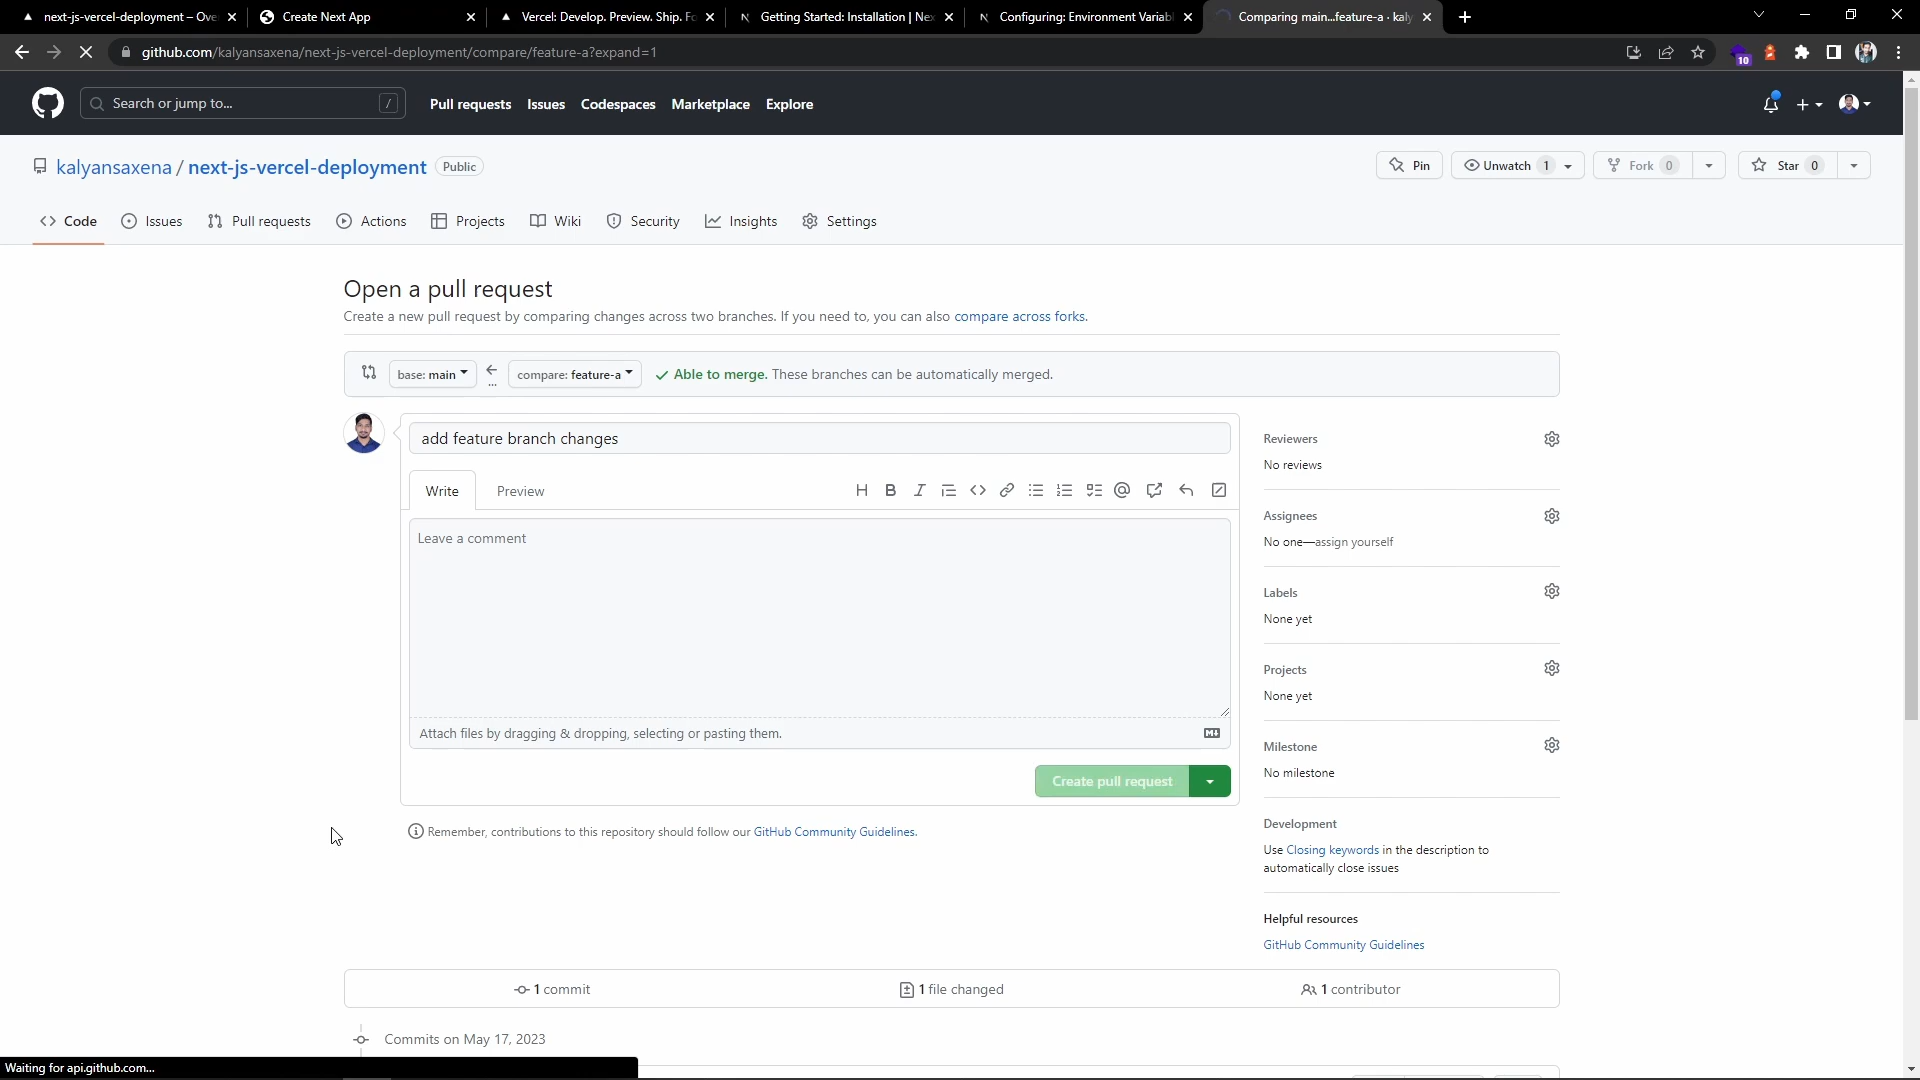 next-js-vercel-deployment – Ove
Create Next App
Vercel: Develop. Preview. Ship. Fo
Getting Started: Installation | Nex
Configuring: Environment Variabl
Comparing main...feature-a · kaly
github.com/kalyansaxena/next-js-vercel-deployment/compare/feature-a?expand=1
10
Search or jump to...
/
Pull requests
Issues
Codespaces
Marketplace
Explore
kalyansaxena / next-js-vercel-deployment
Public
Pin
Unwatch 1
Fork 0
Star 0
Code
Issues
Pull requests
Actions
Projects
Wiki
Security
Insights
Settings
Open a pull request
Create a new pull request by comparing changes across two branches. If you need to, you can also compare across forks.
base: main
...
compare: feature-a
Able to merge. These branches can be automatically merged.
add feature branch changes
Write
Preview
Leave a comment
Attach files by dragging & dropping, selecting or pasting them.
Create pull request
Remember, contributions to this repository should follow our GitHub Community Guidelines.
Reviewers
No reviews
Assignees
No one—assign yourself
Labels
None yet
Projects
None yet
Milestone
No milestone
Development
Use Closing keywords in the description to
automatically close issues
Helpful resources
GitHub Community Guidelines
1 commit
1 file changed
1 contributor
Commits on May 17, 2023
Waiting for api.github.com...